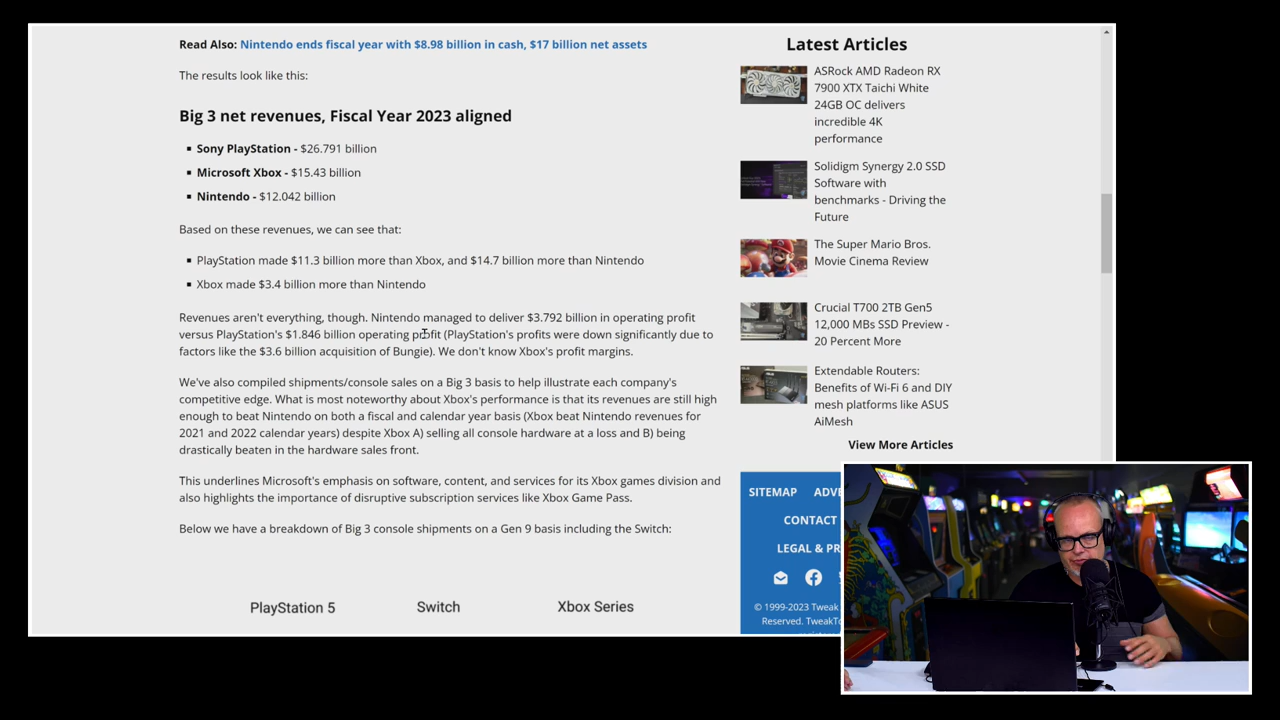 Read Also: Nintendo ends fiscal year with $8.98 billion in cash, $17 billion net assets
The results look like this:
Big 3 net revenues, Fiscal Year 2023 aligned
▪ Sony PlayStation - $26.791 billion
▪ Microsoft Xbox - $15.43 billion
▪ Nintendo - $12.042 billion
Based on these revenues, we can see that:
▪ PlayStation made $11.3 billion more than Xbox, and $14.7 billion more than Nintendo
▪ Xbox made $3.4 billion more than Nintendo
Revenues aren't everything, though. Nintendo managed to deliver $3.792 billion in operating profit
versus PlayStation's $1.846 billion operating profit (PlayStation's profits were down significantly due to
factors like the $3.6 billion acquisition of Bungie). We don't know Xbox's profit margins.
We've also compiled shipments/console sales on a Big 3 basis to help illustrate each company's
competitive edge. What is most noteworthy about Xbox's performance is that its revenues are still high
enough to beat Nintendo on both a fiscal and calendar year basis (Xbox beat Nintendo revenues for
2021 and 2022 calendar years) despite Xbox A) selling all console hardware at a loss and B) being
drastically beaten in the hardware sales front.
This underlines Microsoft's emphasis on software, content, and services for its Xbox games division and
also highlights the importance of disruptive subscription services like Xbox Game Pass.
Below we have a breakdown of Big 3 console shipments on a Gen 9 basis including the Switch:
PlayStation 5 Switch Xbox Series
Latest Articles
ASRock AMD Radeon RX
7900 XTX Taichi White
24GB OC delivers
incredible 4K
performance
Solidigm Synergy 2.0 SSD
Software with
benchmarks - Driving the
Future
The Super Mario Bros.
Movie Cinema Review
Crucial T700 2TB Gen5
12,000 MBs SSD Preview -
20 Percent More
Extendable Routers:
Benefits of Wi-Fi 6 and DIY
mesh platforms like ASUS
AiMesh
View More Articles
SITEMAP ADVE
CONTACT
LEGAL & PR
© 1999-2023 Tweak
Reserved. TweakTo